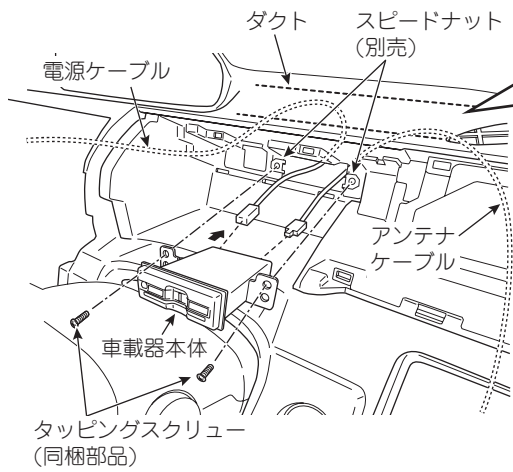 ダクト
スピードナット
(別売)
電源ケーブル
アンテナ
ケーブル
車載器本体
タッピングスクリュー
(同梱部品)